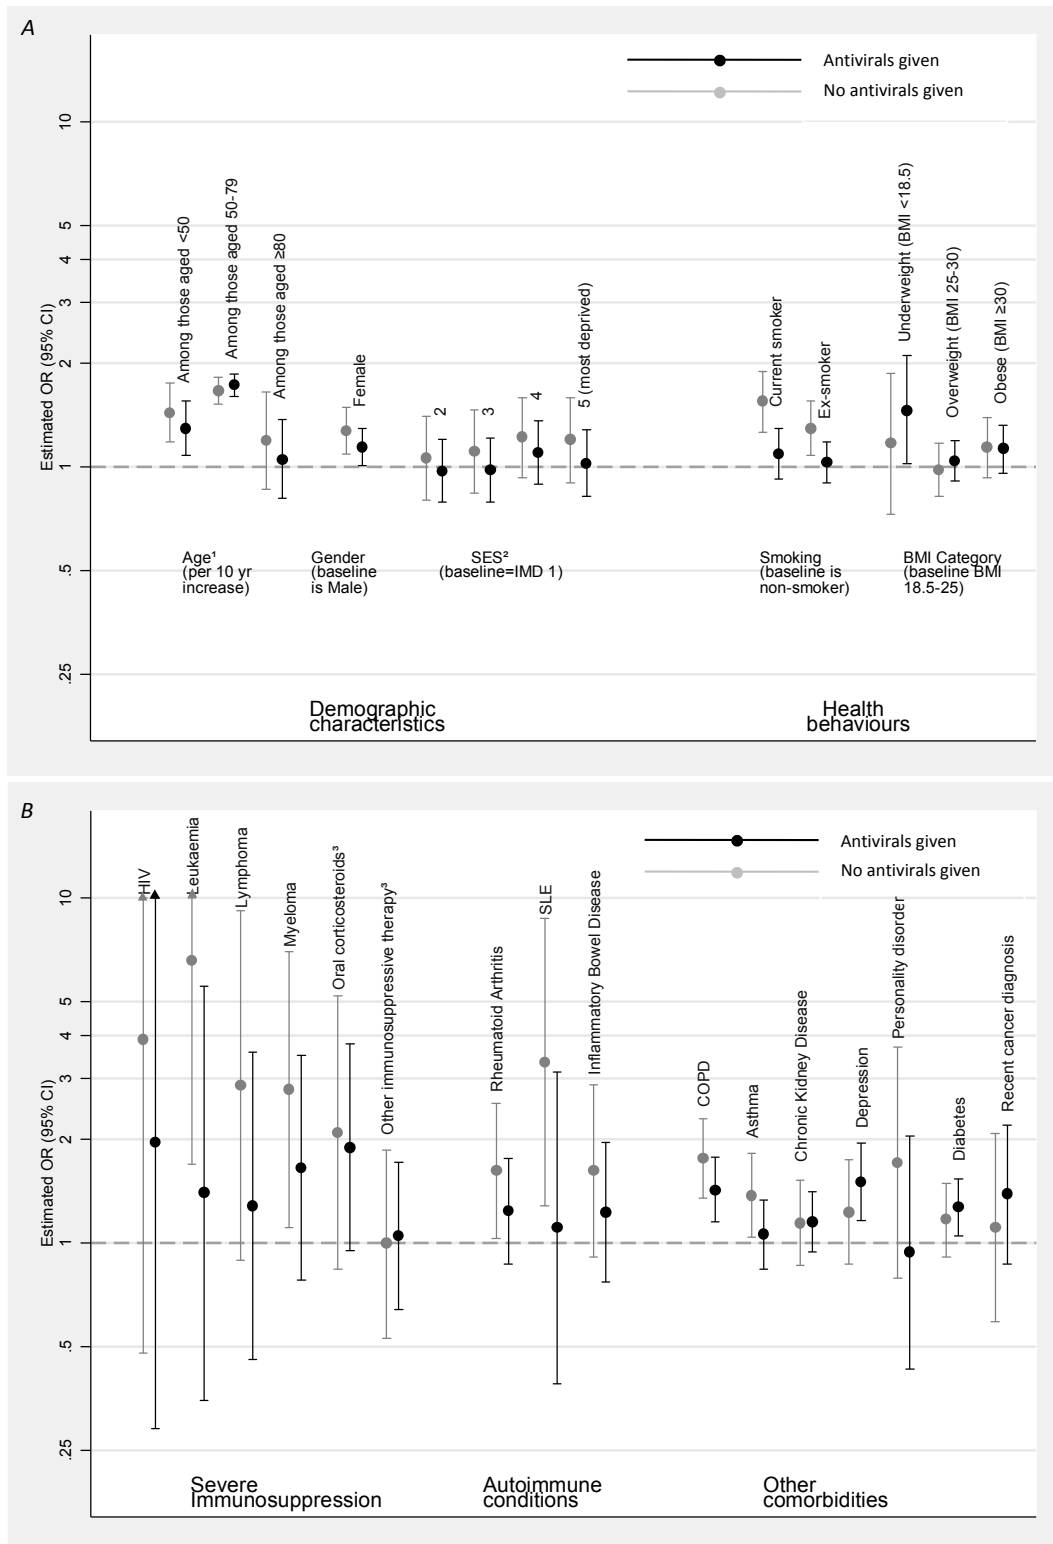 A
Antivirals given
No antivirals given
10
5
4
3
2
1
.5
.25
Estimated OR (95% CI)
Among those aged <50
Among those aged 50-79
Among those aged ≥80
Female
2
3
4
5 (most deprived)
Current smoker
Ex-smoker
Underweight (BMI <18.5)
Overweight (BMI 25-30)
Obese (BMI ≥30)
Age¹
(per 10 yr
increase)
Gender
(baseline
is Male)
SES²
(baseline=IMD 1)
Smoking
(baseline is
non-smoker)
BMI Category
(baseline BMI
18.5-25)
Demographic
characteristics
Health
behaviours
B
Antivirals given
No antivirals given
10
5
4
3
2
1
.5
.25
Estimated OR (95% CI)
HIV
Leukaemia
Lymphoma
Myeloma
Oral corticosteroids³
Other immunosuppressive therapy³
Rheumatoid Arthritis
SLE
Inflammatory Bowel Disease
COPD
Asthma
Chronic Kidney Disease
Depression
Personality disorder
Diabetes
Recent cancer diagnosis
Severe
Immunosuppression
Autoimmune
conditions
Other
comorbidities